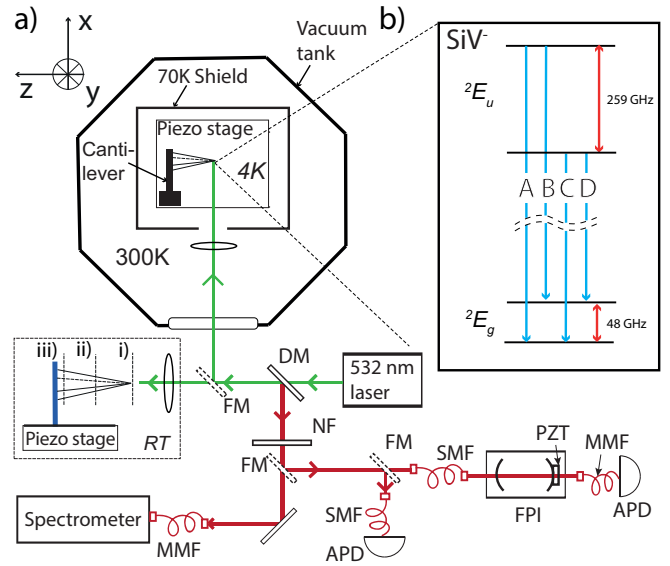 a)
x
z
y
Vacuum
tank
70K Shield
Piezo stage
Canti-
lever
4K
300K
iii) ii) i)
Piezo stage
RT
FM
DM
532 nm
laser
NF
FM
FM
SMF
PZT
MMF
FPI
APD
SMF
APD
Spectrometer
MMF
b)
SiV-
²Eu
259 GHz
A B C D
²Eg
48 GHz